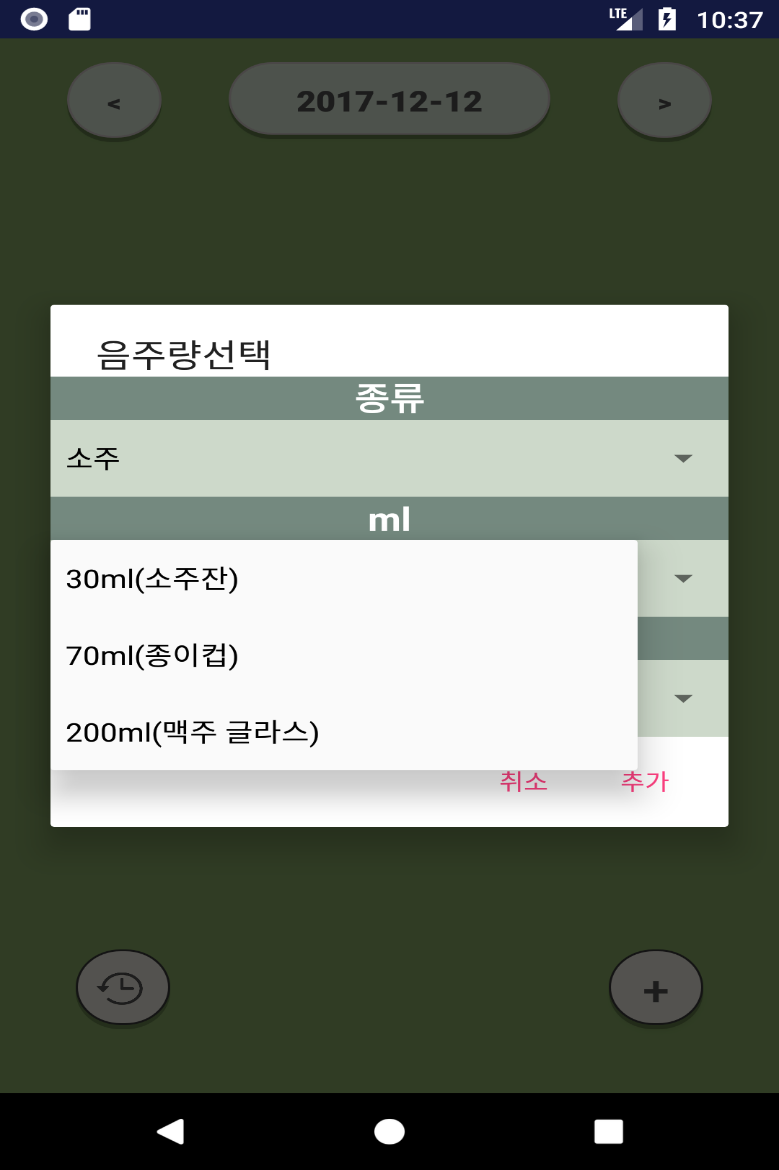 LTE 10:37
< 2017-12-12 >
음주량선택
종류
소주
ml
30ml(소주잔)
70ml(종이컵)
200ml(맥주 글라스)
취소 추가
+